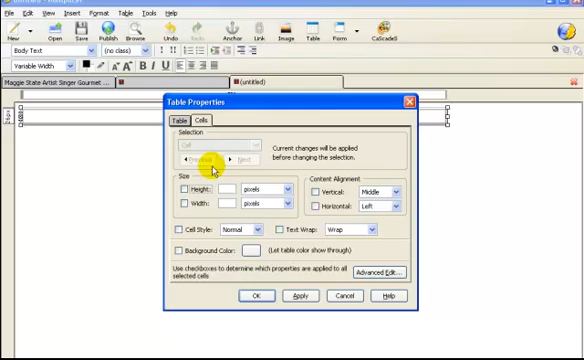 File Edit View Insert Format Table Tools Help
New Open Save Publish Browse Undo Redo Anchor Link Image Table Form CaScadeS
Body Text (no class)
Variable Width
Maggie State Artist Singer Gourmet ... (untitled)
Table Properties
Table Cells
Selection
Cell
Previous Next
Current changes will be applied
before changing the selection.
Size
Height: pixels
Width: pixels
Content Alignment
Vertical: Middle
Horizontal: Left
Cell Style: Normal Text Wrap: Wrap
Background Color: (Let table color show through)
Use checkboxes to determine which properties are applied to all
selected cells
Advanced Edit...
OK Apply Cancel Help